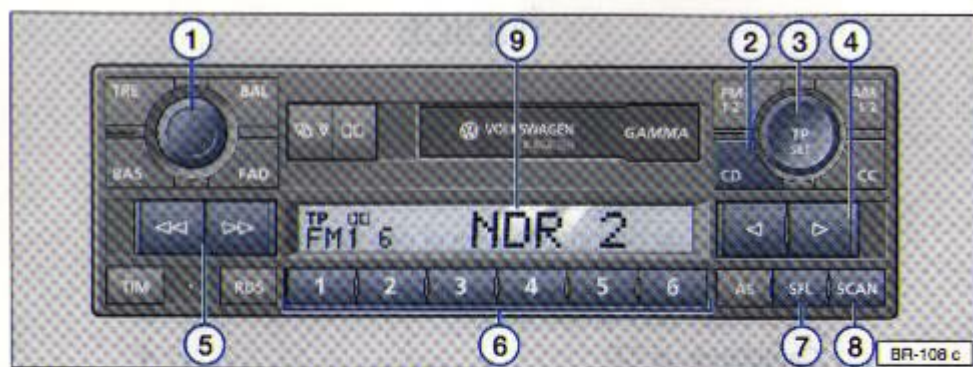 1 9 2 3 4
TRE BAL
FM 1·2 AM 1·2
VOLKSWAGEN GAMMA
TP SET
BAS FAD
CD CC
TP
FM1 6 NDR 2
TIM RDS 1 2 3 4 5 6 AS SEL SCAN
5 6 7 8
BR-108 c